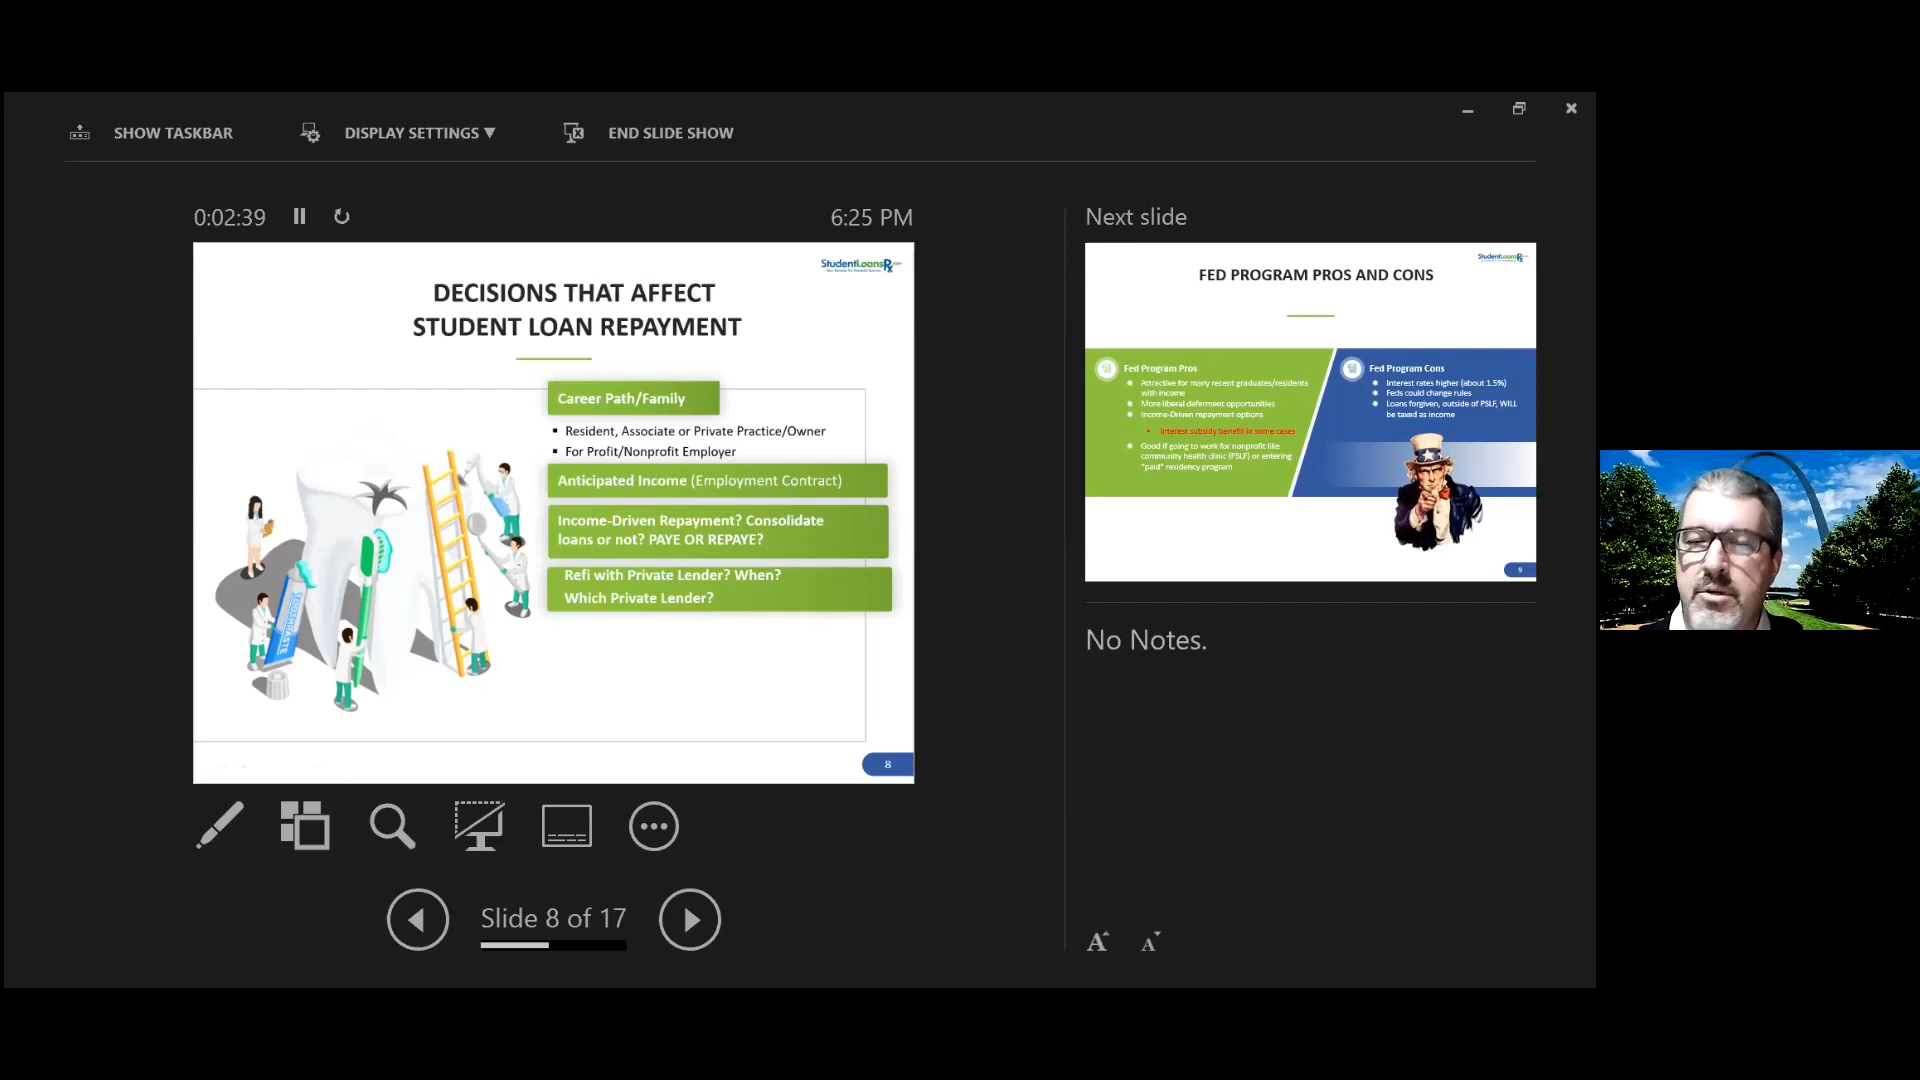 SHOW TASKBAR
DISPLAY SETTINGS ▼
END SLIDE SHOW
0:02:39
6:25 PM
StudentLoansRx.com
DECISIONS THAT AFFECT
STUDENT LOAN REPAYMENT
Career Path/Family
▪ Resident, Associate or Private Practice/Owner
▪ For Profit/Nonprofit Employer
Anticipated Income (Employment Contract)
Income-Driven Repayment? Consolidate
loans or not? PAYE OR REPAYE?
Refi with Private Lender? When?
Which Private Lender?
TOOTHPASTE
8
Slide 8 of 17
Next slide
StudentLoansRx
FED PROGRAM PROS AND CONS
Fed Program Pros
Attractive for many recent graduates/residents
with income
More liberal deferment opportunities
Income-Driven repayment options
Interest subsidy benefit in some cases
Good if going to work for nonprofit like
community health clinic (PSLF) or entering
"paid" residency program
Fed Program Cons
Interest rates higher (about 1.5%)
Feds could change rules
Loans forgiven, outside of PSLF, WILL
be taxed as income
9
No Notes.
A A